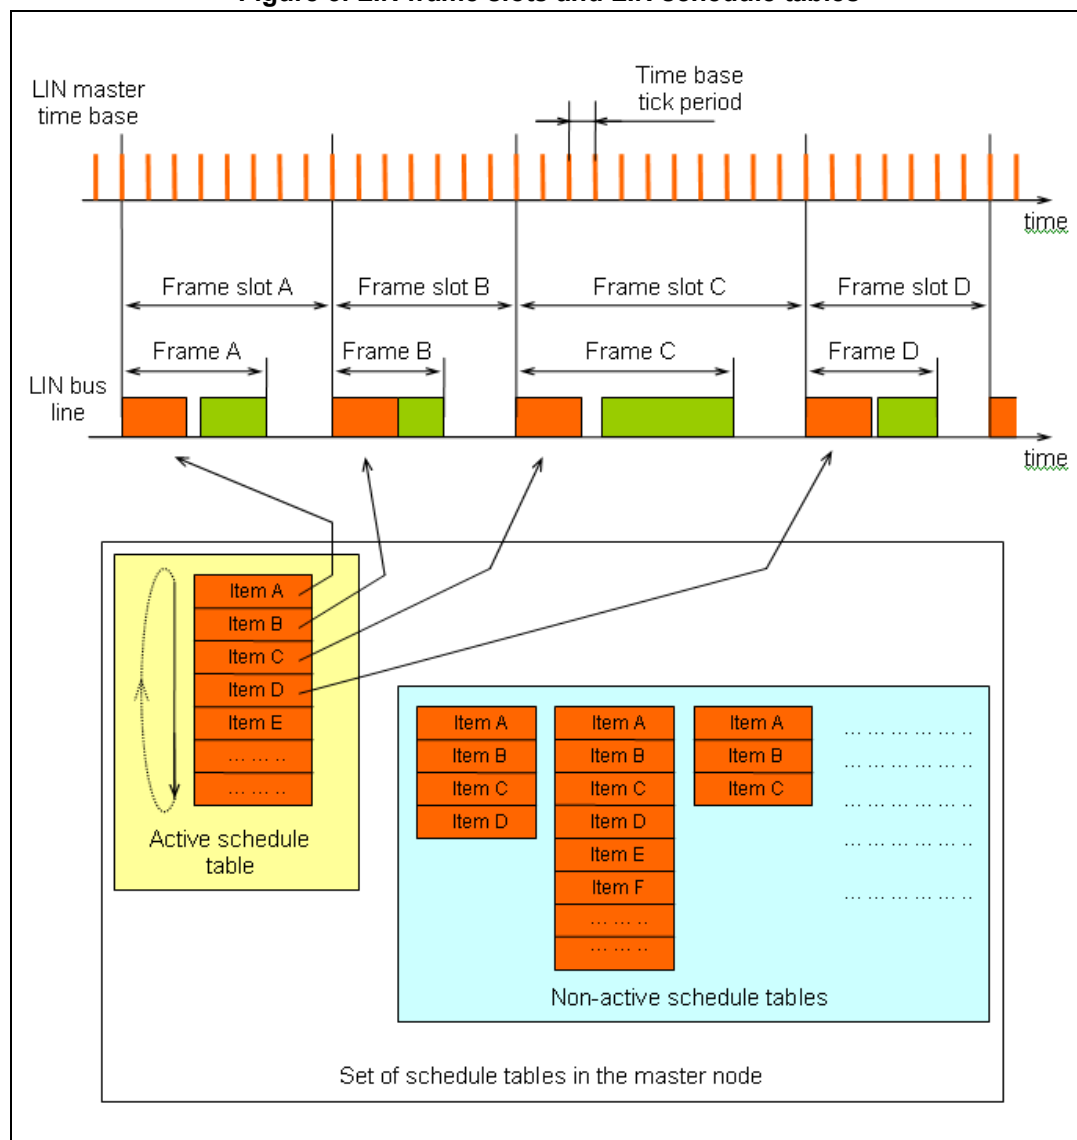 LIN master
time base
Time base
tick period
time
Frame slot A
Frame slot B
Frame slot C
Frame slot D
Frame A
Frame B
Frame C
Frame D
LIN bus
line
time
Item A
Item B
Item C
Item D
Item E
... ... ..
... ... ..
Active schedule
table
Item A
Item B
Item C
Item D
Item A
Item B
Item C
Item D
Item E
Item F
... ... ..
... ... ..
Item A
Item B
Item C
... ... ... ... ... ..
... ... ... ... ... ..
... ... ... ... ... ..
... ... ... ... ... ..
... ... ... ... ... ..
Non-active schedule tables
Set of schedule tables in the master node